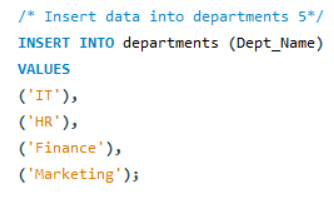 /* Insert data into departments 5*/
INSERT INTO departments (Dept_Name)
VALUES
('IT'),
('HR'),
('Finance'),
('Marketing');